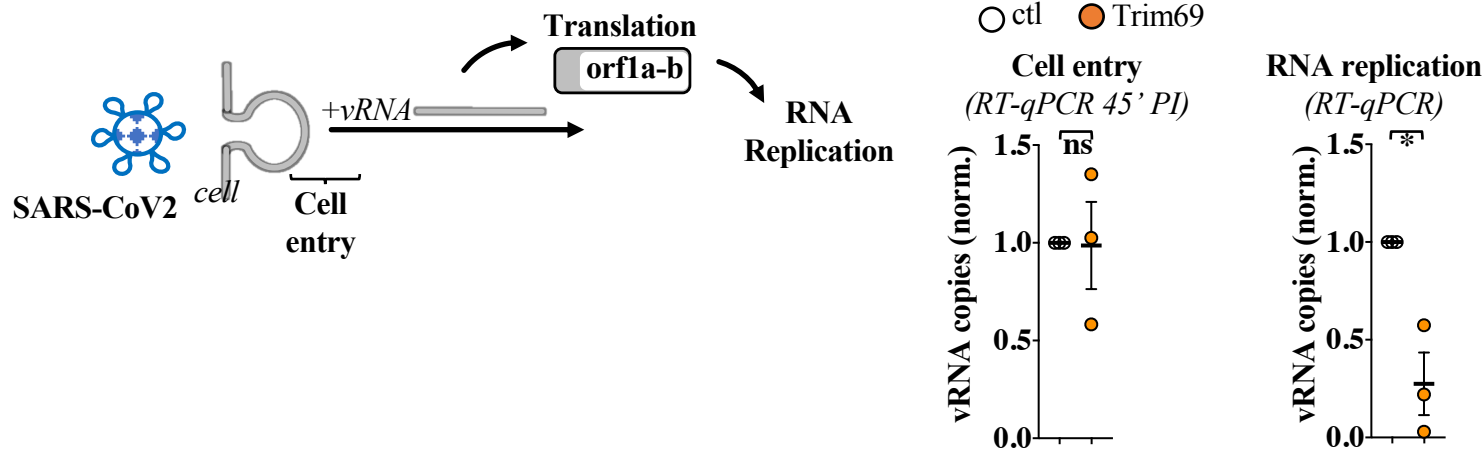 Translation
orf1a-b
+vRNA
RNA
Replication
SARS-CoV2
cell
Cell
entry
ctl Trim69
Cell entry
(RT-qPCR 45’ PI)
vRNA copies (norm.)
1.5
1.0
0.5
0.0
ns
RNA replication
(RT-qPCR)
vRNA copies (norm.)
1.5
1.0
0.5
0.0
*